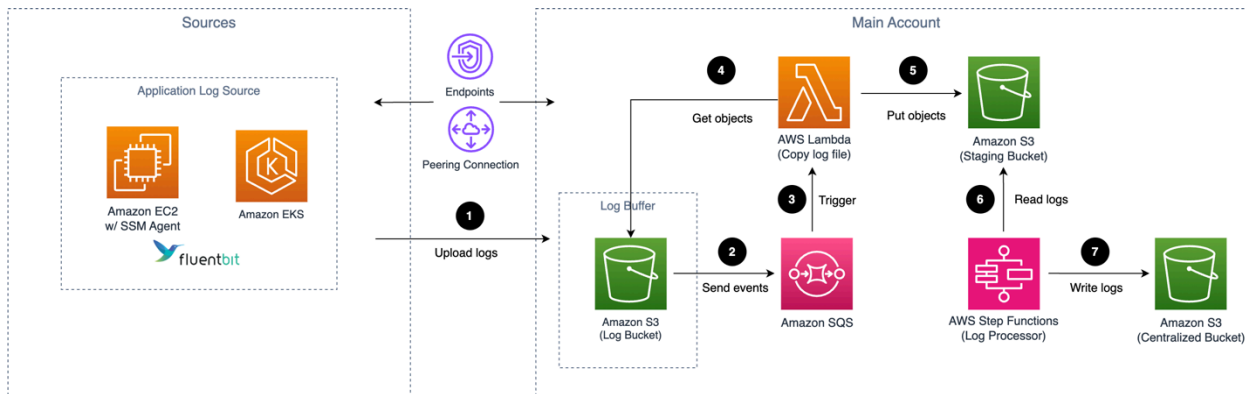 Sources
Application Log Source
Amazon EC2
w/ SSM Agent
Amazon EKS
fluentbit
Endpoints
Peering Connection
1
Upload logs
Main Account
Log Buffer
Amazon S3
(Log Bucket)
2
Send events
Amazon SQS
3
Trigger
4
Get objects
AWS Lambda
(Copy log file)
5
Put objects
Amazon S3
(Staging Bucket)
6
Read logs
AWS Step Functions
(Log Processor)
7
Write logs
Amazon S3
(Centralized Bucket)